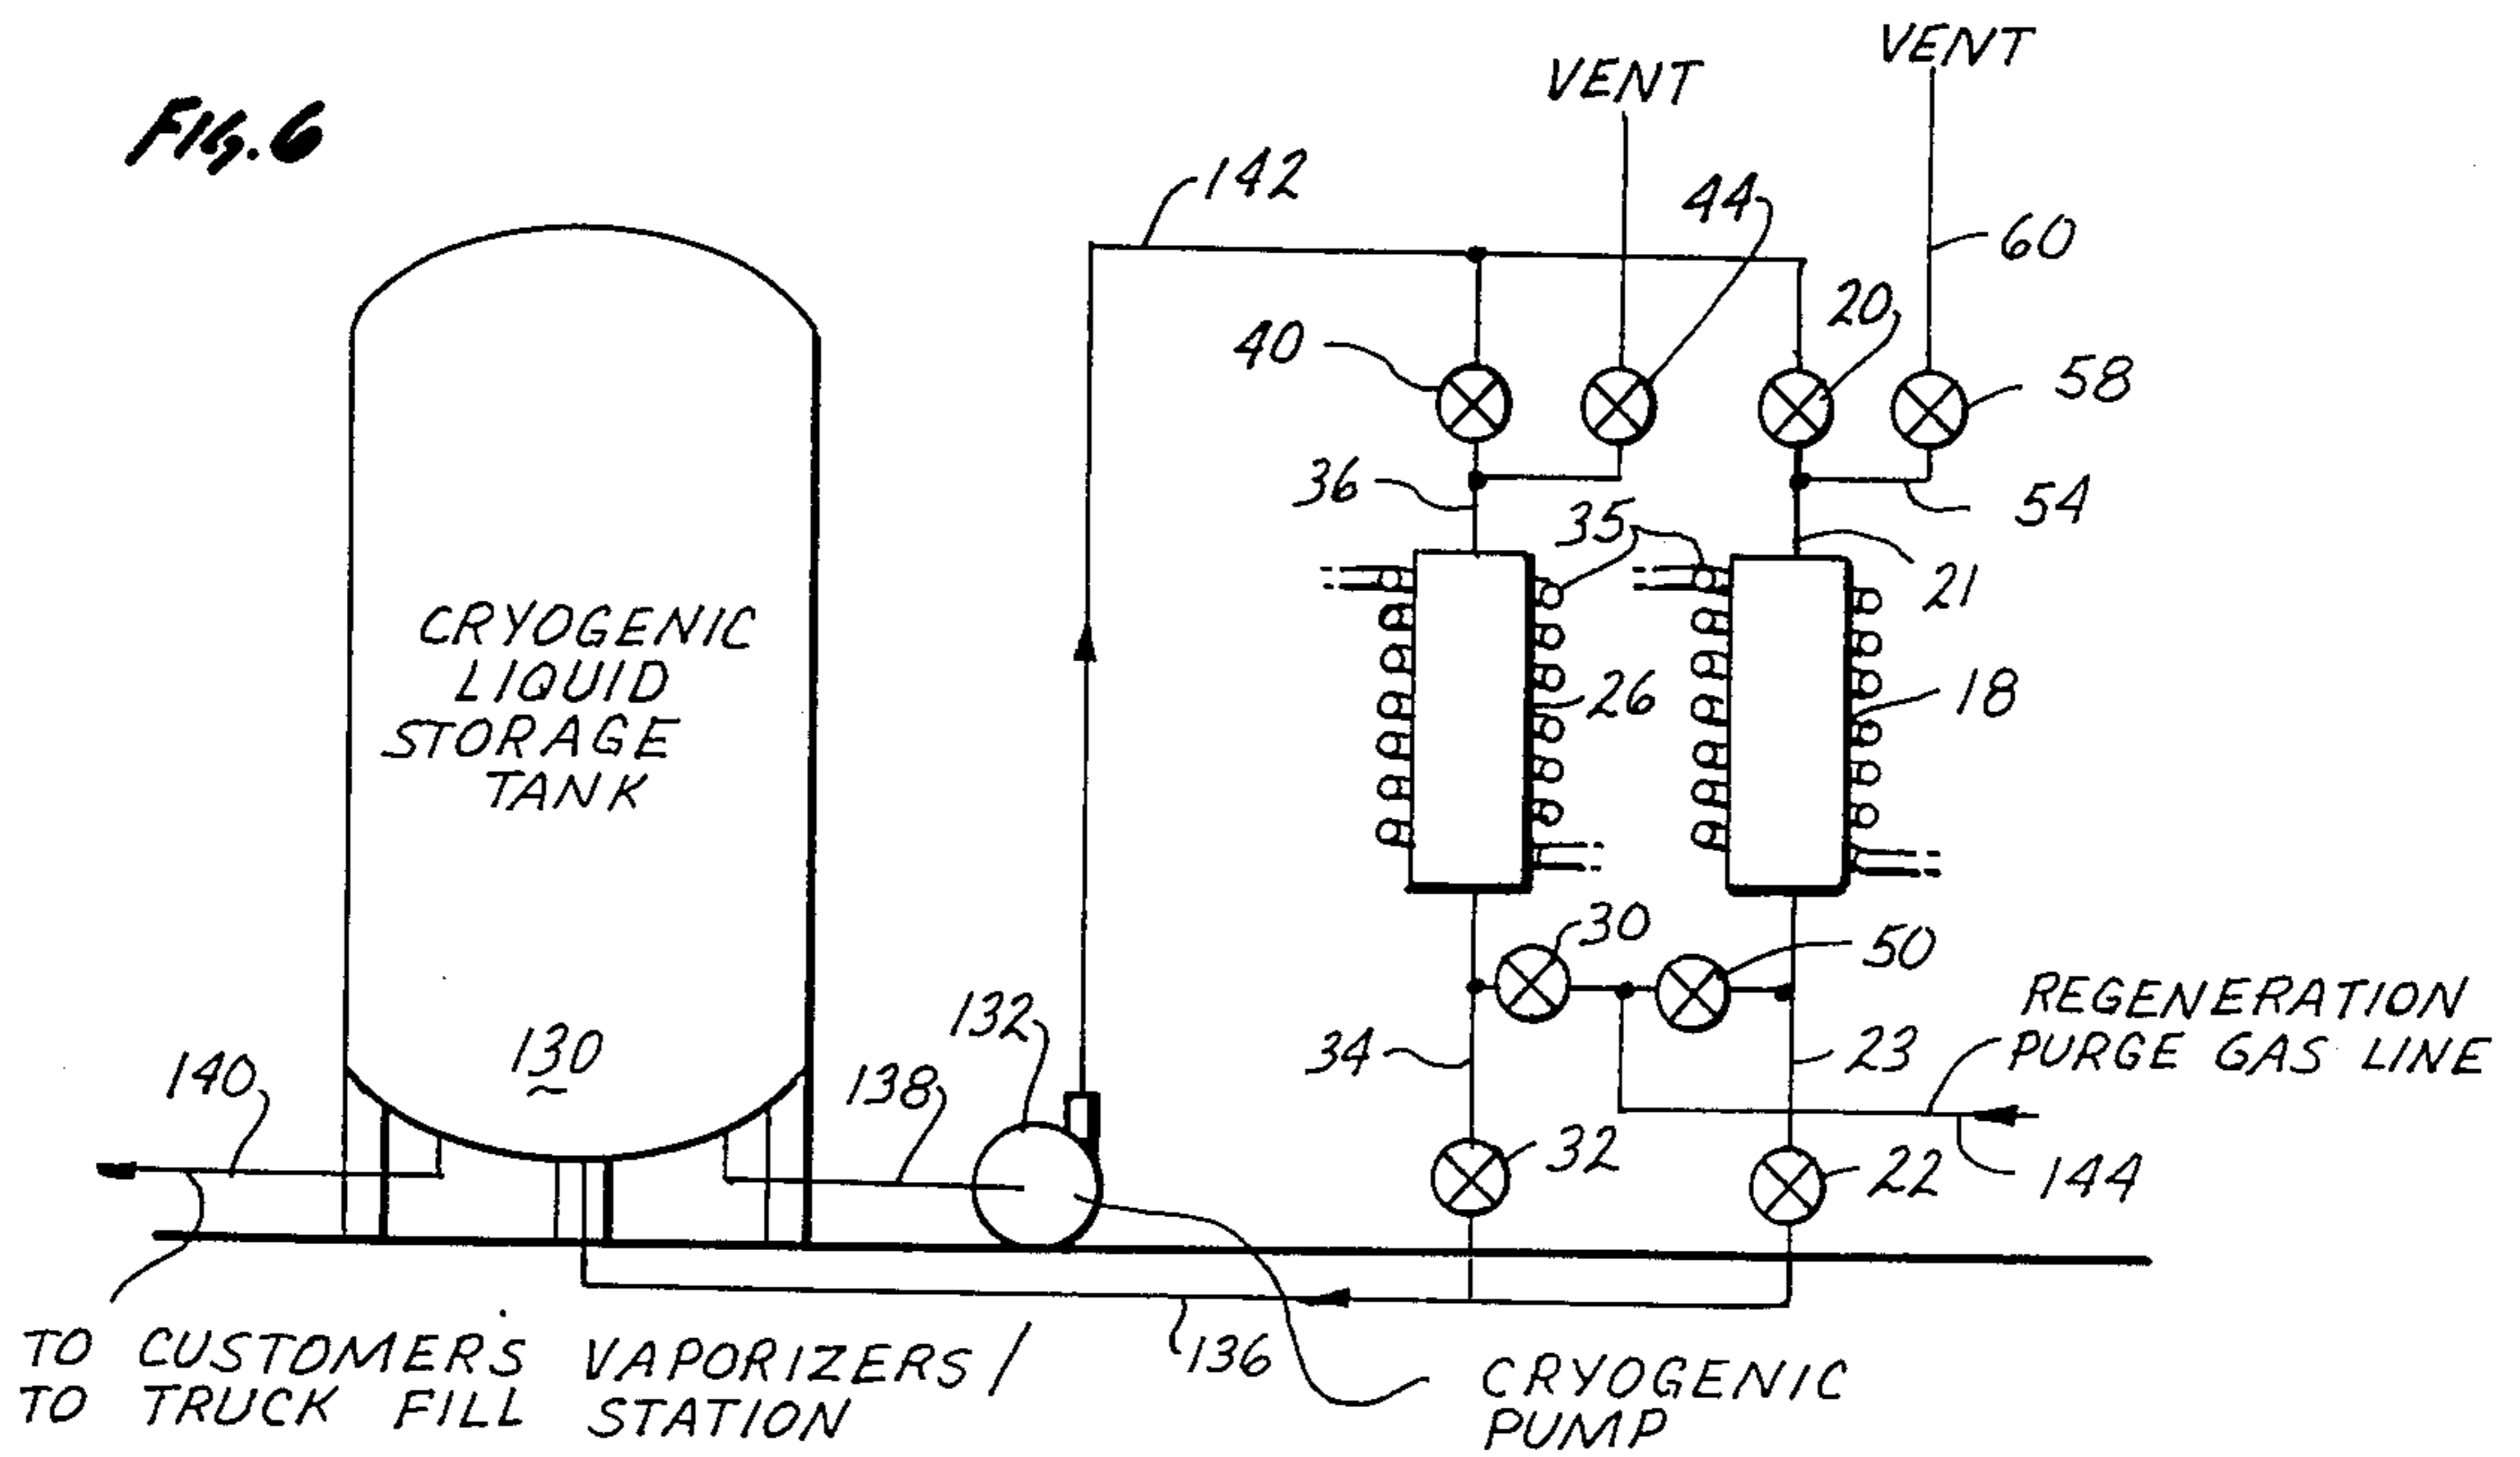 FIG. 6
VENT
VENT
142
44
60
40
20
58
36
35
54
21
CRYOGENIC
LIQUID
STORAGE
TANK
26
18
30
50
REGENERATION
PURGE GAS LINE
130
132
140
138
34
23
32
22
144
136
TO CUSTOMERS VAPORIZERS /
TO TRUCK FILL STATION
CRYOGENIC
PUMP